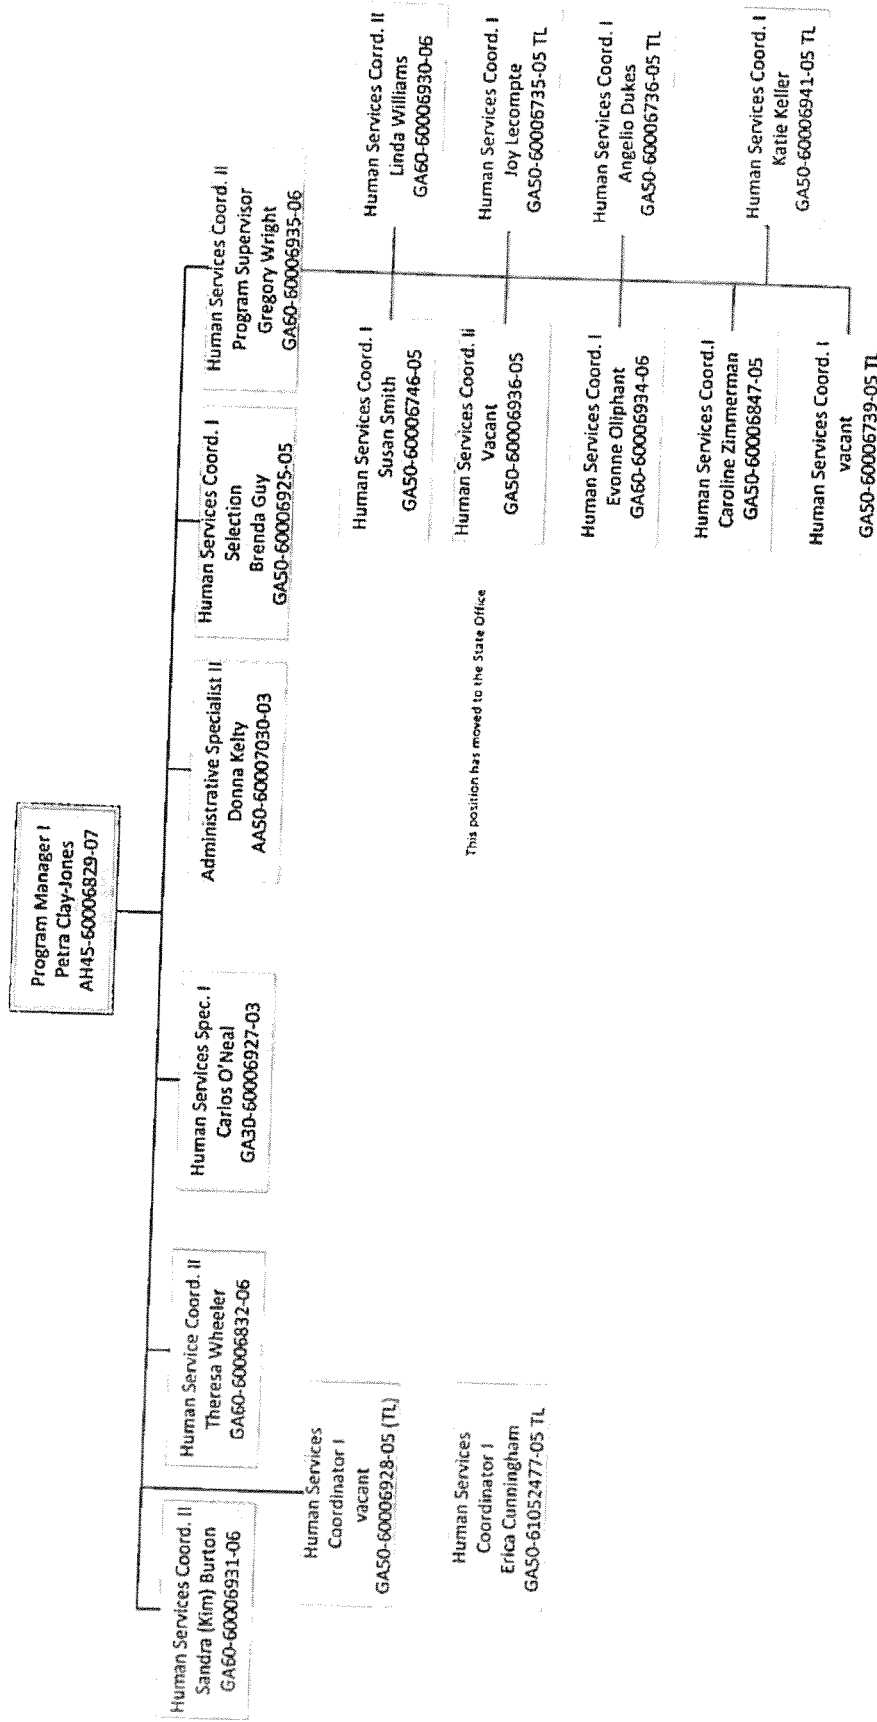 Program Manager I
Petra Clay-Jones
AH45-60006829-07
Human Services Coord. II
Sandra (Kim) Burton
GA60-60006931-06
Human Service Coord. II
Theresa Wheeler
GA60-60006832-06
Human Services Spec. I
Carlos O'Neal
GA30-60006927-03
Administrative Specialist II
Donna Kelty
AA50-60007030-03
Human Services Coord. I
Selection
Brenda Guy
GA50-60006925-05
Human Services Coord. II
Program Supervisor
Gregory Wright
GA60-60006935-06
Human Services
Coordinator I
vacant
GA50-60006928-05 (TL)
Human Services
Coordinator I
Erica Cunningham
GA50-61052477-05 TL
Human Services Coord. I
Susan Smith
GA50-60006746-05
Human Services Corrd. II
Linda Williams
GA60-60006930-06
This position has moved to the State Office
Human Services Coord. II
Vacant
GA50-60006936-05
Human Services Coord. I
Joy Lecompte
GA50-60006735-05 TL
Human Services Coord. I
Evonne Oliphant
GA60-60006934-06
Human Services Coord. I
Angelio Dukes
GA50-60006736-05 TL
Human Services Coord.I
Caroline Zimmerman
GA50-60006847-05
Human Services Coord. I
Katie Keller
GA50-60006941-05 TL
Human Services Coord. I
vacant
GA50-60006739-05 TL